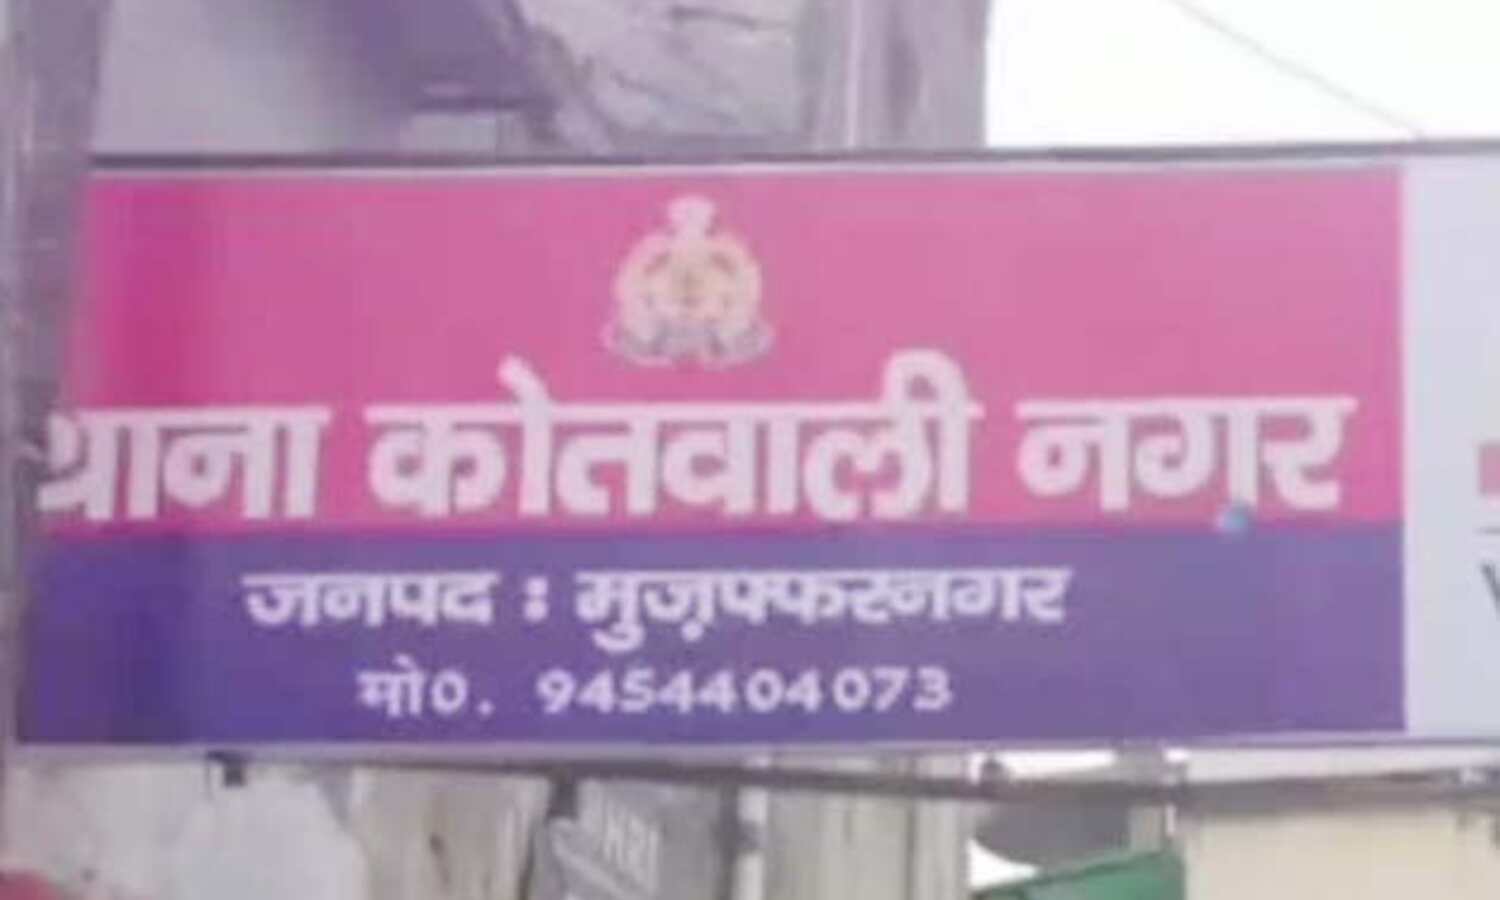 थाना कोतवाली नगर
जनपद : मुज़फ्फरनगर
मो0. 9454404073